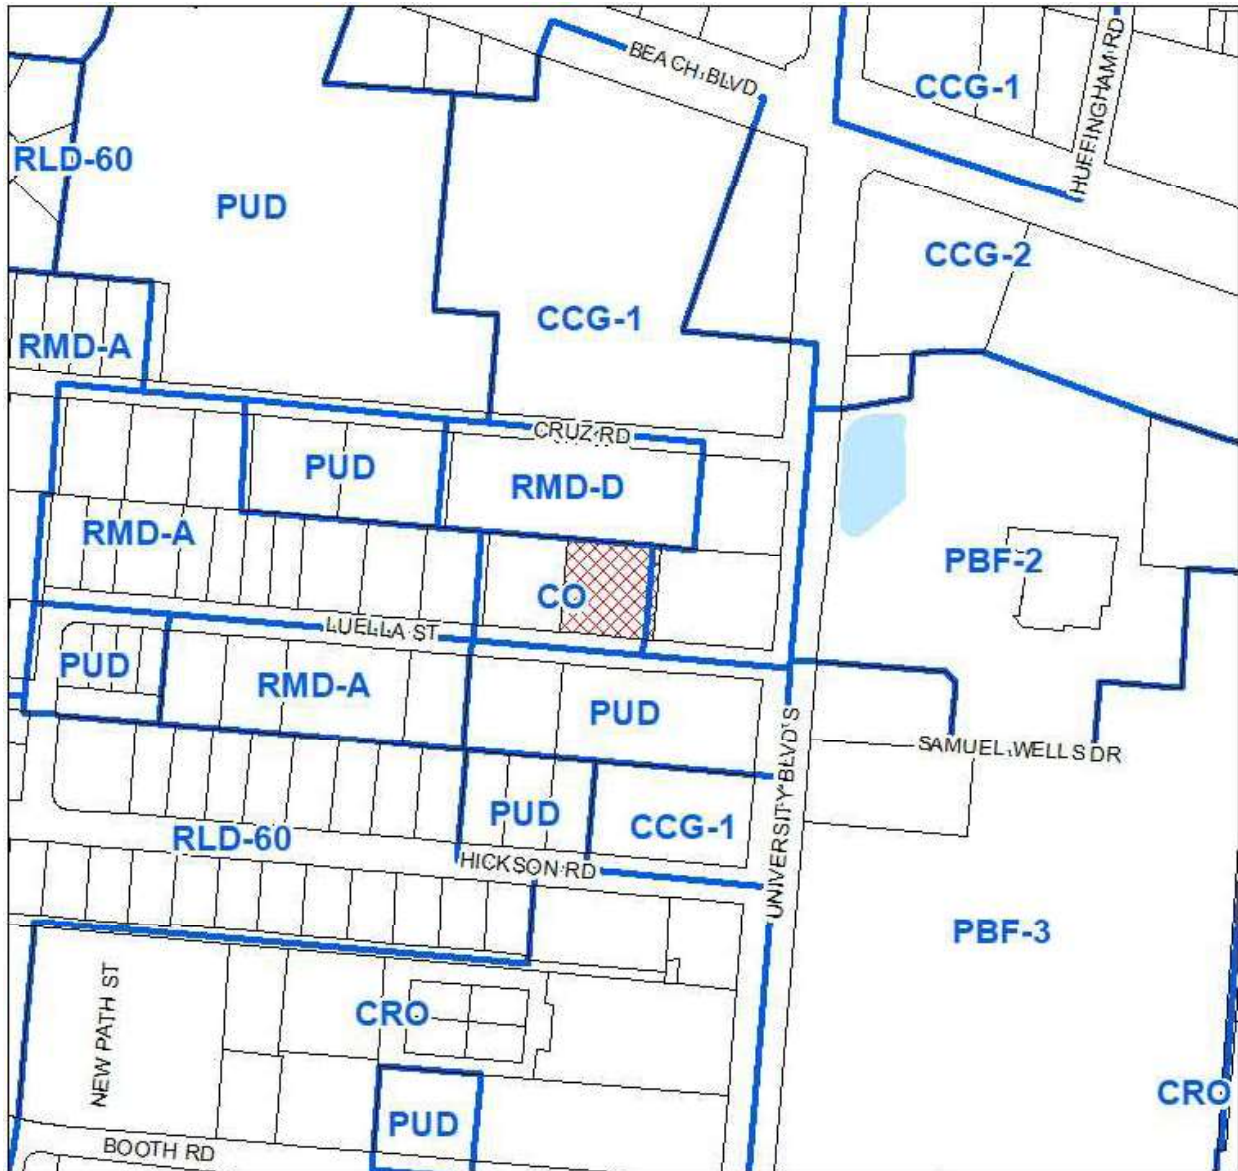 BEACH BLVD
HUFFINGHAM RD
CCG-1
RLD-60
PUD
CCG-2
CCG-1
RMD-A
CRUZ RD
PUD
RMD-D
RMD-A
PBF-2
CO
LUELLA ST
PUD
RMD-A
PUD
SAMUEL WELLS DR
UNIVERSITY BLVD S
PUD
CCG-1
RLD-60
HICKSON RD
PBF-3
NEW PATH ST
CRO
CRO
PUD
BOOTH RD